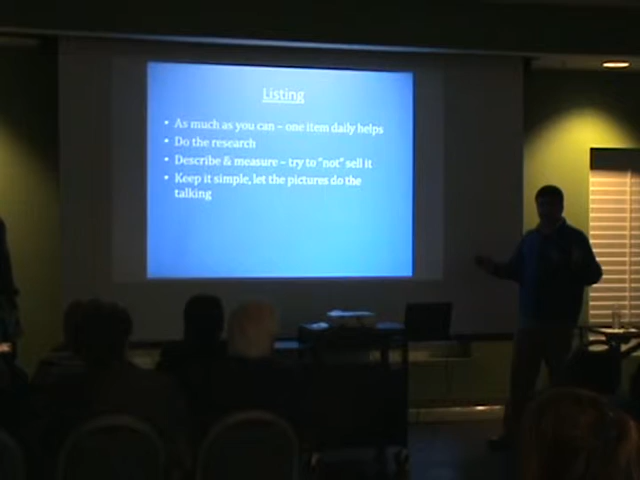 Listing
• As much as you can – one item daily helps
• Do the research
• Describe & measure – try to "not" sell it
• Keep it simple, let the pictures do the
talking